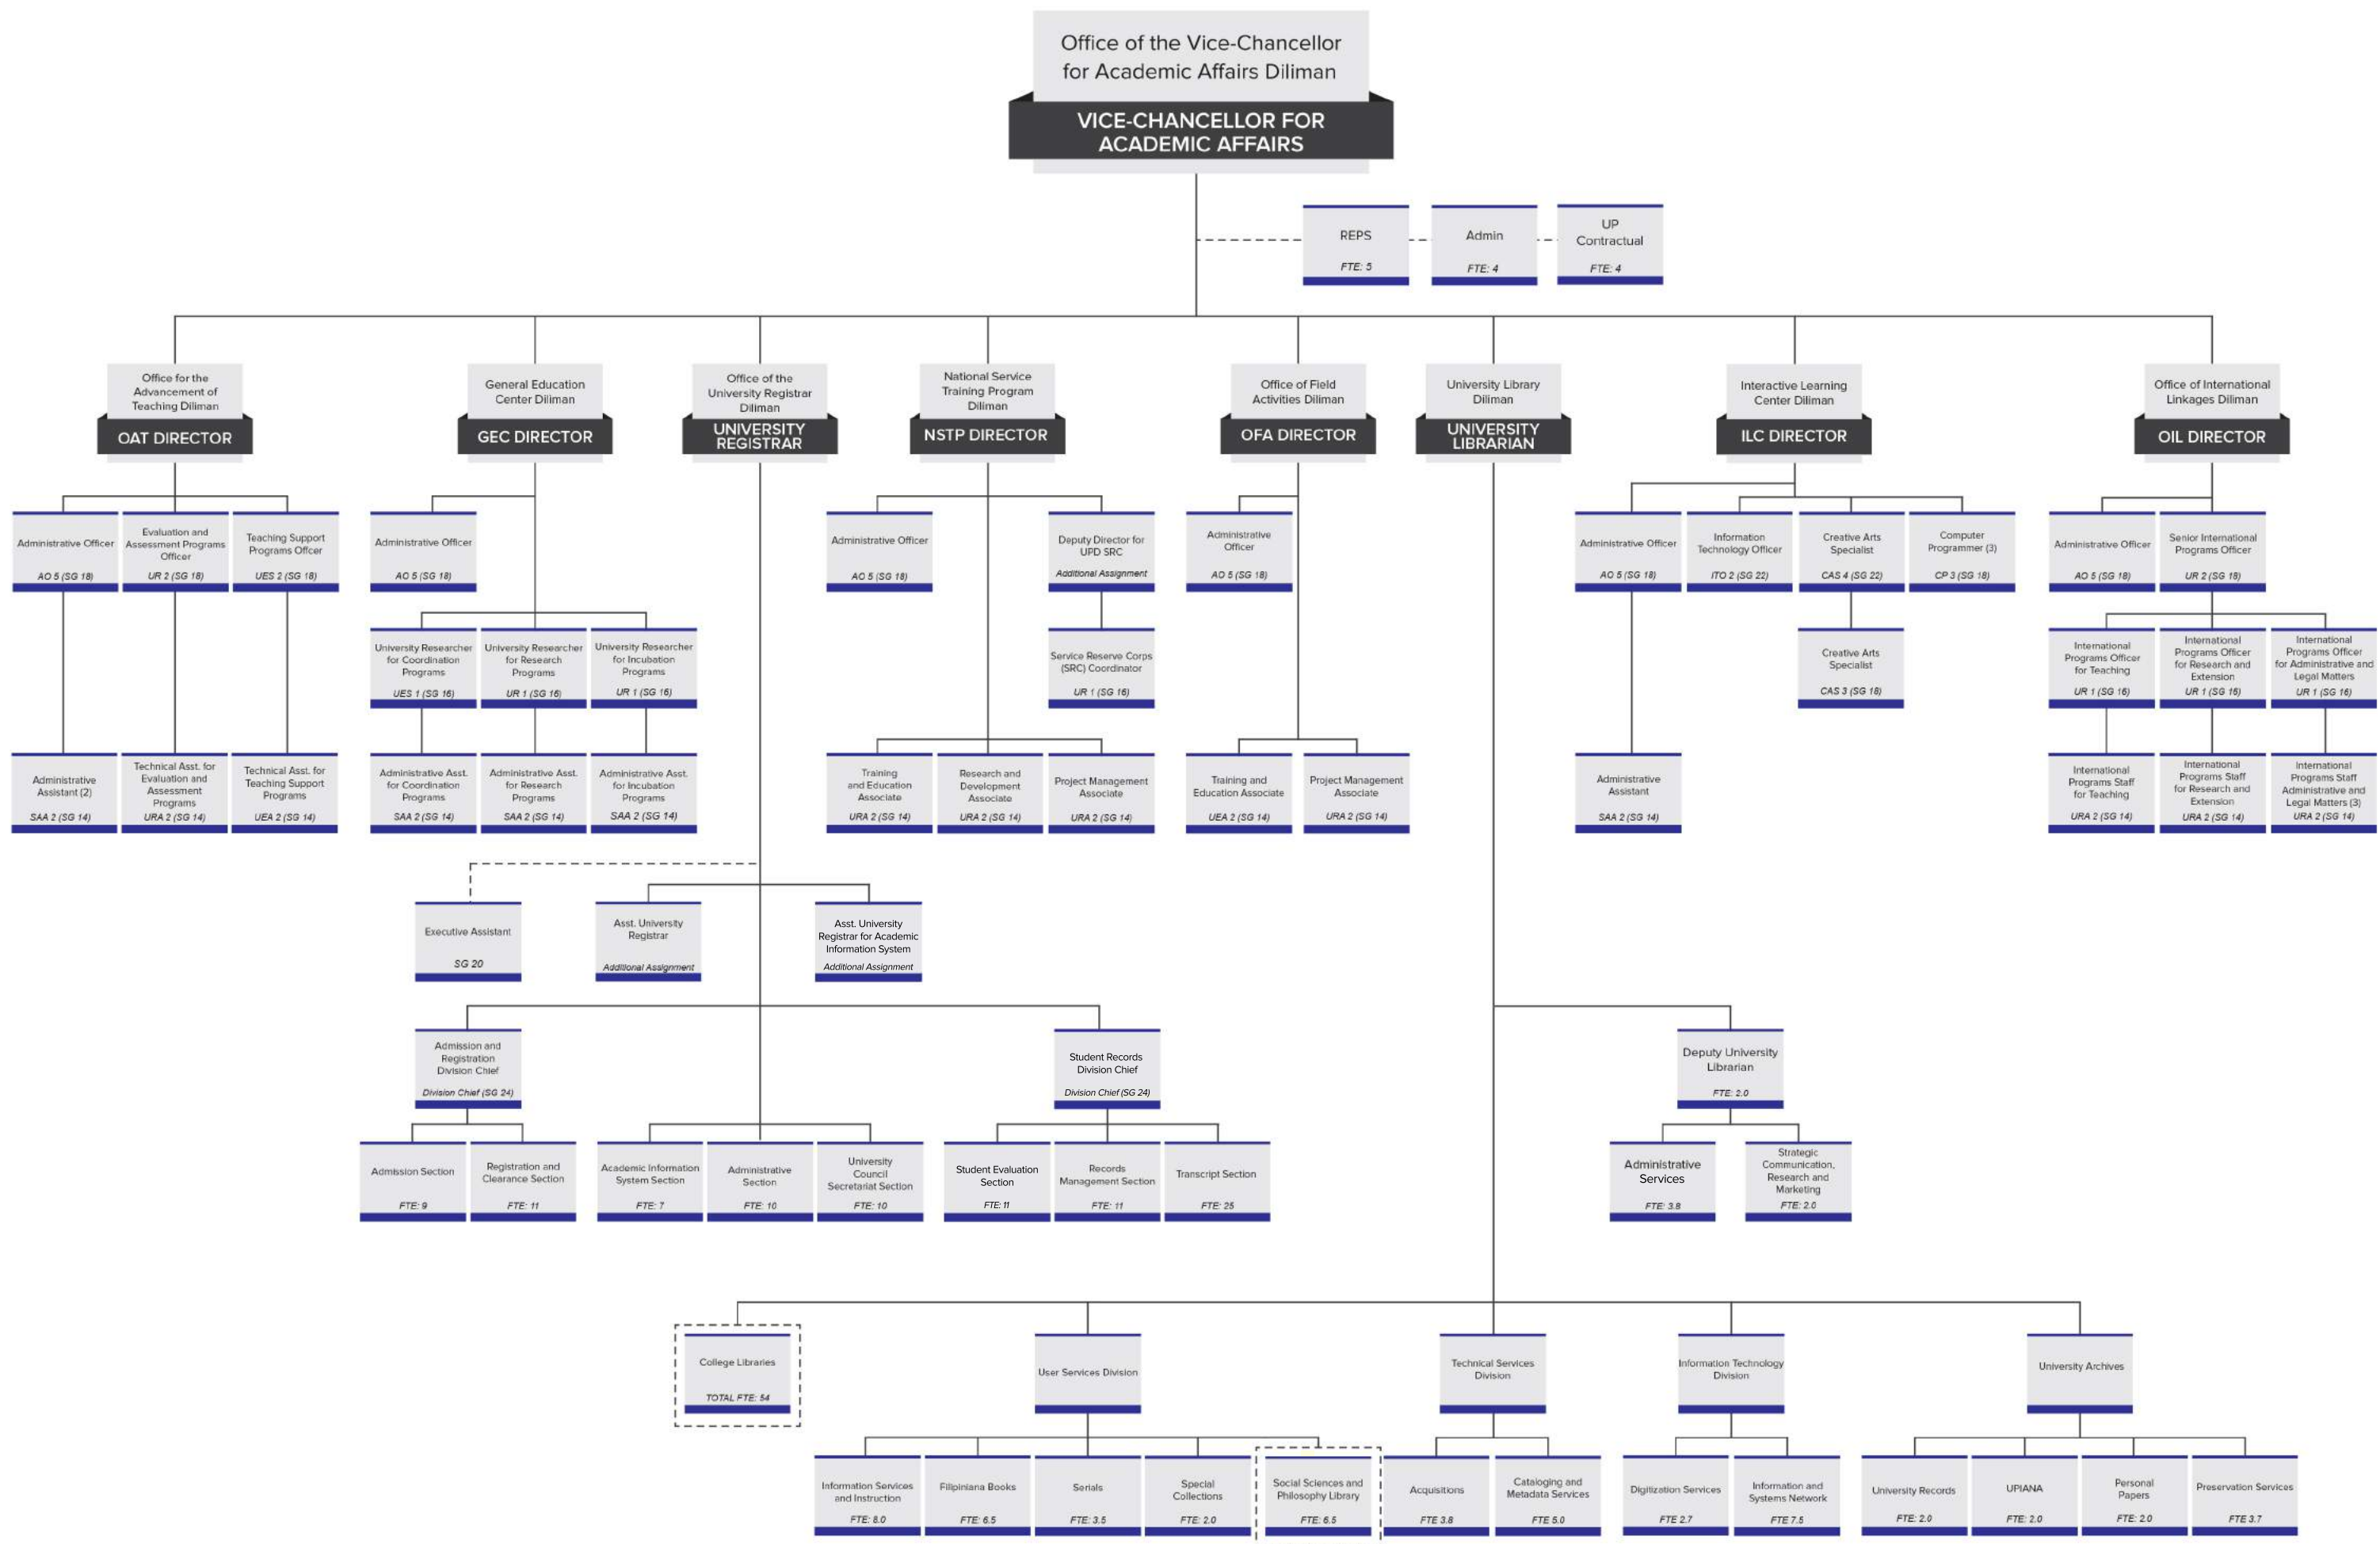 Office of the Vice-Chancellor
for Academic Affairs Diliman
VICE-CHANCELLOR FOR
ACADEMIC AFFAIRS
REPS
FTE: 5
Admin
FTE: 4
UP
Contractual
FTE: 4
Office for the
Advancement of
Teaching Diliman
OAT DIRECTOR
General Education
Center Diliman
GEC DIRECTOR
Office of the
University Registrar
Diliman
UNIVERSITY
REGISTRAR
National Service
Training Program
Diliman
NSTP DIRECTOR
Office of Field
Activities Diliman
OFA DIRECTOR
University Library
Diliman
UNIVERSITY
LIBRARIAN
Interactive Learning
Center Diliman
ILC DIRECTOR
Office of International
Linkages Diliman
OIL DIRECTOR
Administrative Officer
AO 5 (SG 18)
Evaluation and
Assessment Programs
Officer
UR 2 (SG 18)
Teaching Support
Programs Offcer
UES 2 (SG 18)
Administrative Officer
AO 5 (SG 18)
Administrative Officer
AO 5 (SG 18)
Deputy Director for
UPD SRC
Additional Assignment
Administrative
Officer
AO 5 (SG 18)
Administrative Officer
AO 5 (SG 18)
Information
Technology Officer
ITO 2 (SG 22)
Creative Arts
Specialist
CAS 4 (SG 22)
Computer
Programmer (3)
CP 3 (SG 18)
Administrative Officer
AO 5 (SG 18)
Senior International
Programs Officer
UR 2 (SG 18)
University Researcher
for Coordination
Programs
UES 1 (SG 16)
University Researcher
for Research
Programs
UR 1 (SG 16)
University Researcher
for Incubation
Programs
UR 1 (SG 16)
Service Reserve Corps
(SRC) Coordinator
UR 1 (SG 16)
Creative Arts
Specialist
CAS 3 (SG 18)
International
Programs Officer
for Teaching
UR 1 (SG 16)
International
Programs Officer
for Research and
Extension
UR 1 (SG 16)
International
Programs Officer
for Administrative and
Legal Matters
UR 1 (SG 16)
Administrative
Assistant (2)
SAA 2 (SG 14)
Technical Asst. for
Evaluation and
Assessment
Programs
URA 2 (SG 14)
Technical Asst. for
Teaching Support
Programs
UEA 2 (SG 14)
Administrative Asst.
for Coordination
Programs
SAA 2 (SG 14)
Administrative Asst.
for Research
Programs
SAA 2 (SG 14)
Administrative Asst.
for Incubation
Programs
SAA 2 (SG 14)
Training
and Education
Associate
URA 2 (SG 14)
Research and
Development
Associate
URA 2 (SG 14)
Project Management
Associate
URA 2 (SG 14)
Training and
Education Associate
UEA 2 (SG 14)
Project Management
Associate
URA 2 (SG 14)
Administrative
Assistant
SAA 2 (SG 14)
International
Programs Staff
for Teaching
URA 2 (SG 14)
International
Programs Staff
for Research and
Extension
URA 2 (SG 14)
International
Programs Staff
Administrative and
Legal Matters (3)
URA 2 (SG 14)
Executive Assistant
SG 20
Asst. University
Registrar
Additional Assignment
Asst. University
Registrar for Academic
Information System
Additional Assignment
Admission and
Registration
Division Chief
Division Chief (SG 24)
Student Records
Division Chief
Division Chief (SG 24)
Deputy University
Librarian
FTE: 2.0
Admission Section
FTE: 9
Registration and
Clearance Section
FTE: 11
Academic Information
System Section
FTE: 7
Administrative
Section
FTE: 10
University
Council
Secretariat Section
FTE: 10
Student Evaluation
Section
FTE: 11
Records
Management Section
FTE: 11
Transcript Section
FTE: 25
Administrative
Services
FTE: 3.8
Strategic
Communication,
Research and
Marketing
FTE: 2.0
College Libraries
TOTAL FTE: 54
User Services Division
Technical Services
Division
Information Technology
Division
University Archives
Information Services
and Instruction
FTE: 8.0
Filipiniana Books
FTE: 6.5
Serials
FTE: 3.5
Special
Collections
FTE: 2.0
Social Sciences and
Philosophy Library
FTE: 6.5
Acquisitions
FTE 3.8
Cataloging and
Metadata Services
FTE 5.0
Digitization Services
FTE 2.7
Information and
Systems Network
FTE 7.5
University Records
FTE: 2.0
UPIANA
FTE: 2.0
Personal
Papers
FTE: 2.0
Preservation Services
FTE 3.7